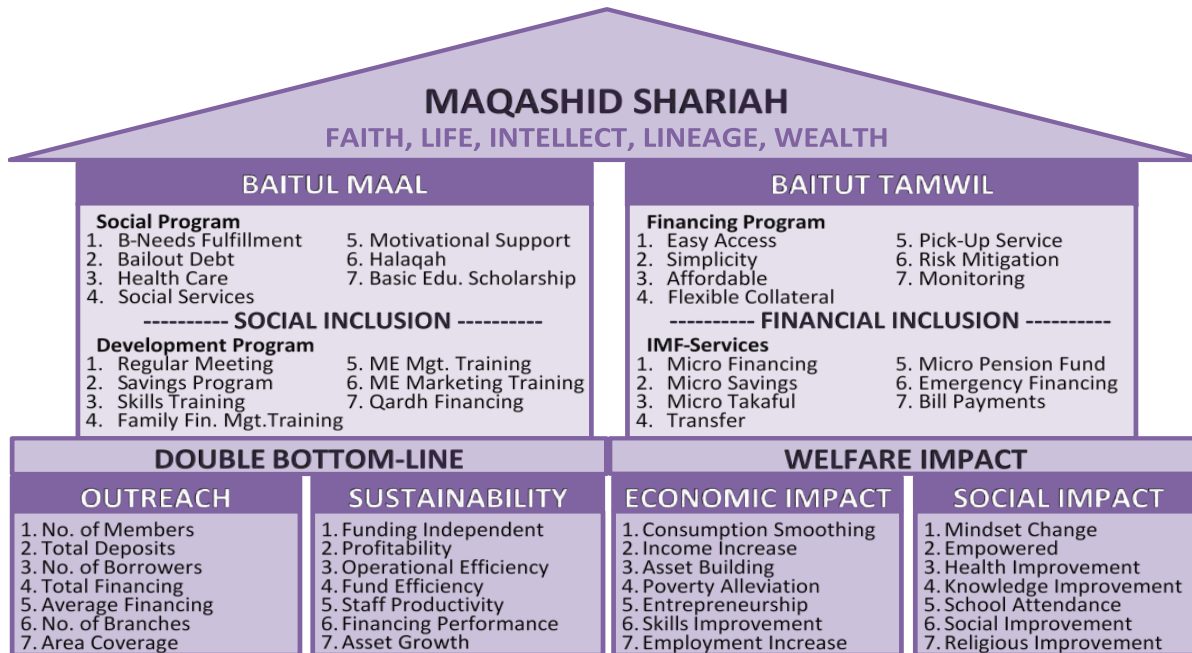 MAQASHID SHARIAH
FAITH, LIFE, INTELLECT, LINEAGE, WEALTH
BAITUL MAAL
Social Program
1. B-Needs Fulfillment
2. Bailout Debt
3. Health Care
4. Social Services
5. Motivational Support
6. Halaqah
7. Basic Edu. Scholarship
---------- SOCIAL INCLUSION ----------
Development Program
1. Regular Meeting
2. Savings Program
3. Skills Training
4. Family Fin. Mgt.Training
5. ME Mgt. Training
6. ME Marketing Training
7. Qardh Financing
BAITUT TAMWIL
Financing Program
1. Easy Access
2. Simplicity
3. Affordable
4. Flexible Collateral
5. Pick-Up Service
6. Risk Mitigation
7. Monitoring
---------- FINANCIAL INCLUSION ----------
IMF-Services
1. Micro Financing
2. Micro Savings
3. Micro Takaful
4. Transfer
5. Micro Pension Fund
6. Emergency Financing
7. Bill Payments
DOUBLE BOTTOM-LINE
OUTREACH
1. No. of Members
2. Total Deposits
3. No. of Borrowers
4. Total Financing
5. Average Financing
6. No. of Branches
7. Area Coverage
SUSTAINABILITY
1. Funding Independent
2. Profitability
3. Operational Efficiency
4. Fund Efficiency
5. Staff Productivity
6. Financing Performance
7. Asset Growth
WELFARE IMPACT
ECONOMIC IMPACT
1. Consumption Smoothing
2. Income Increase
3. Asset Building
4. Poverty Alleviation
5. Entrepreneurship
6. Skills Improvement
7. Employment Increase
SOCIAL IMPACT
1. Mindset Change
2. Empowered
3. Health Improvement
4. Knowledge Improvement
5. School Attendance
6. Social Improvement
7. Religious Improvement